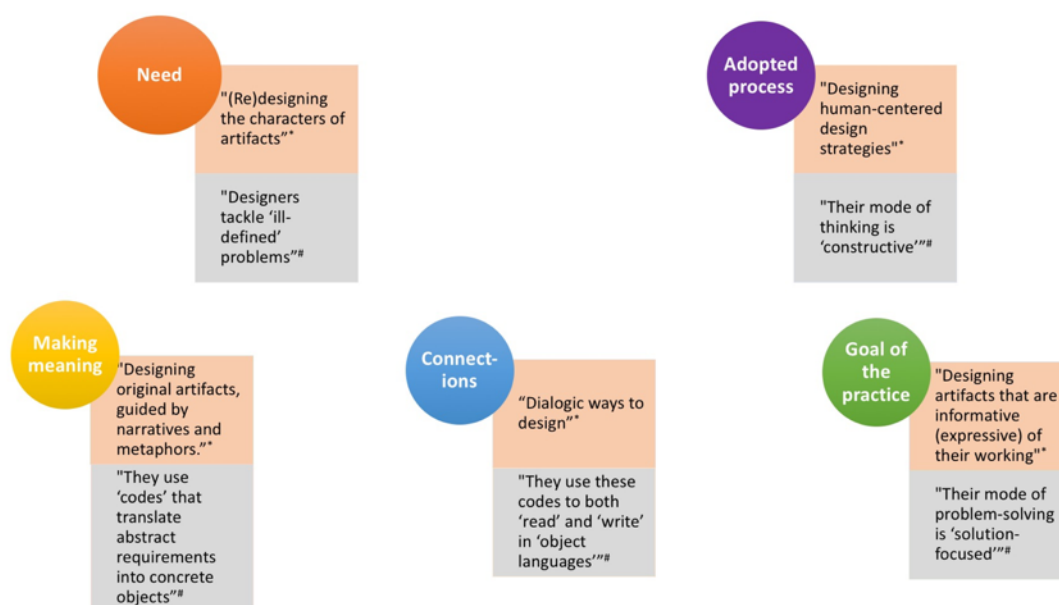 Need
"(Re)designing
the characters of
artifacts”*
"Designers
tackle ‘ill-
defined’
problems”#
Adopted
process
"Designing
human-centered
design
strategies"*
"Their mode of
thinking is
‘constructive’”#
Making
meaning
"Designing
original artifacts,
guided by
narratives and
metaphors.”*
"They use
‘codes’ that
translate
abstract
requirements
into concrete
objects”#
Connect-
ions
“Dialogic ways to
design”*
"They use these
codes to both
‘read’ and ‘write’
in ‘object
languages’”#
Goal of
the
practice
"Designing
artifacts that are
informative
(expressive) of
their working"*
"Their mode of
problem-solving
is ‘solution-
focused’”#